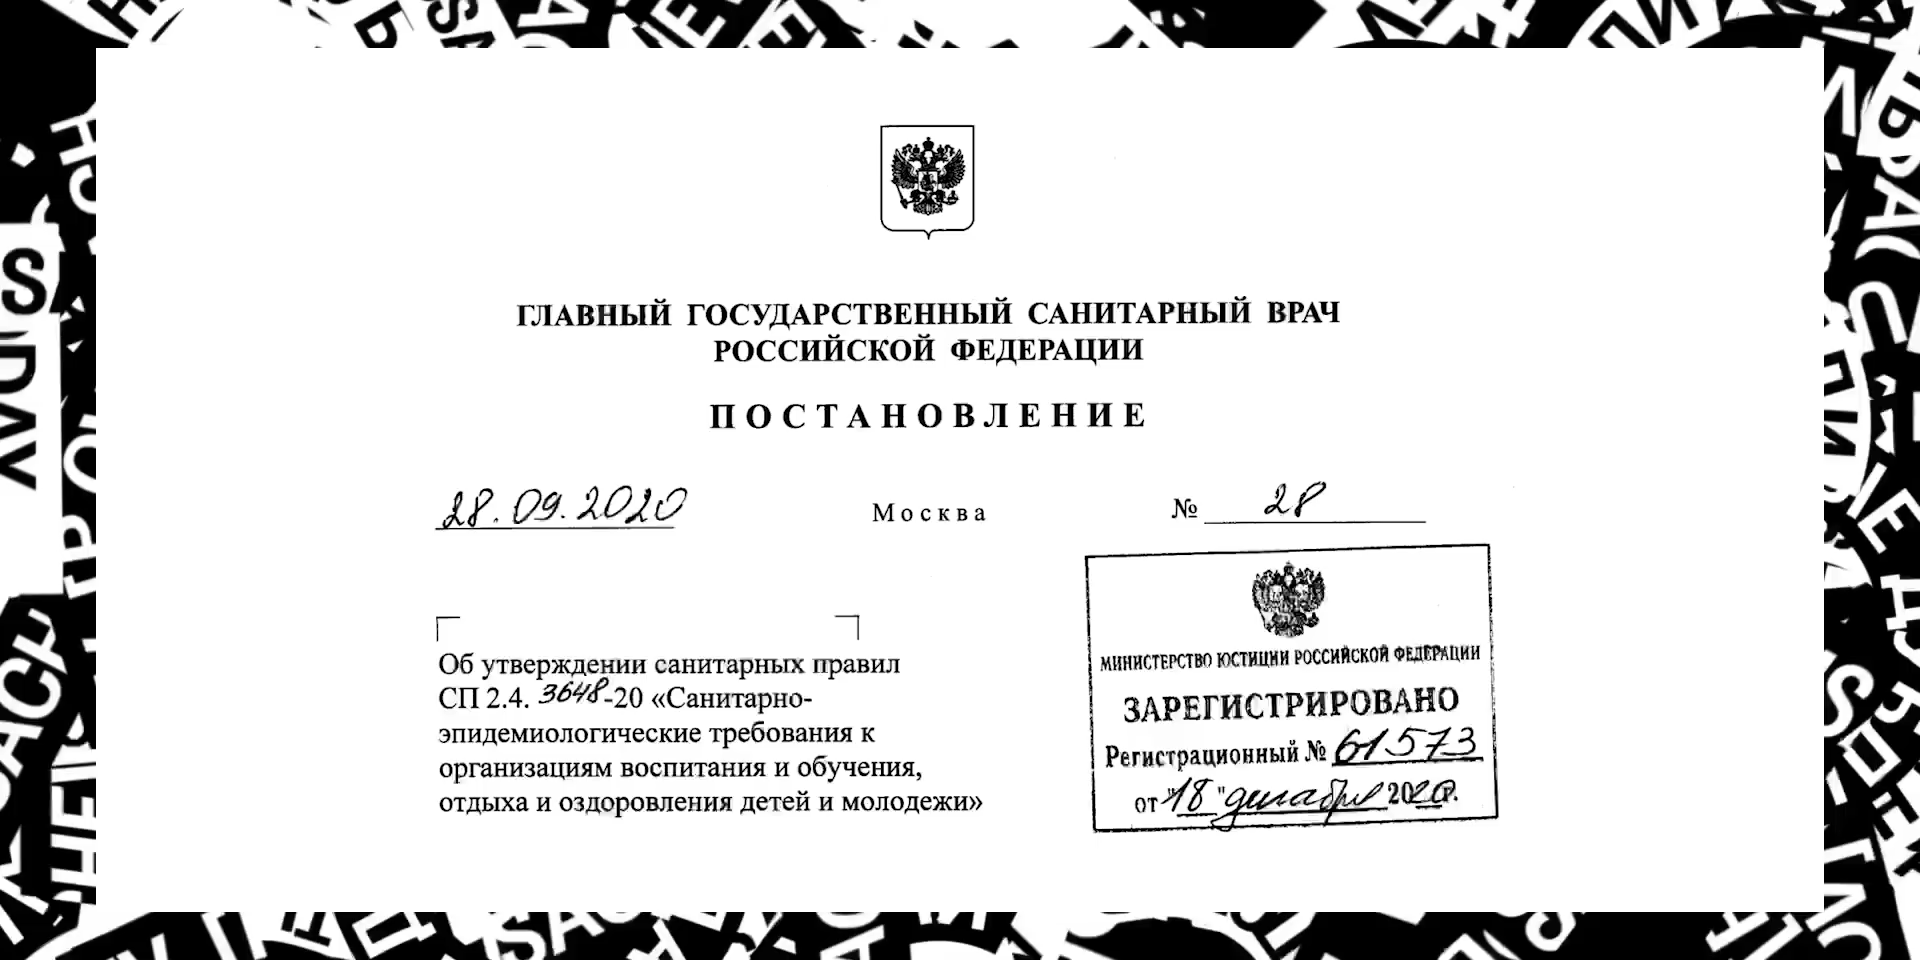 ГЛАВНЫЙ ГОСУДАРСТВЕННЫЙ САНИТАРНЫЙ ВРАЧ
РОССИЙСКОЙ ФЕДЕРАЦИИ
ПОСТАНОВЛЕНИЕ
28.09.2020 Москва № 28
Об утверждении санитарных правил
СП 2.4. 3648-20 «Санитарно-
эпидемиологические требования к
организациям воспитания и обучения,
отдыха и оздоровления детей и молодежи»
МИНИСТЕРСТВО ЮСТИЦИИ РОССИЙСКОЙ ФЕДЕРАЦИИ
ЗАРЕГИСТРИРОВАНО
Регистрационный № 61573
от "18" декабря 2020г.